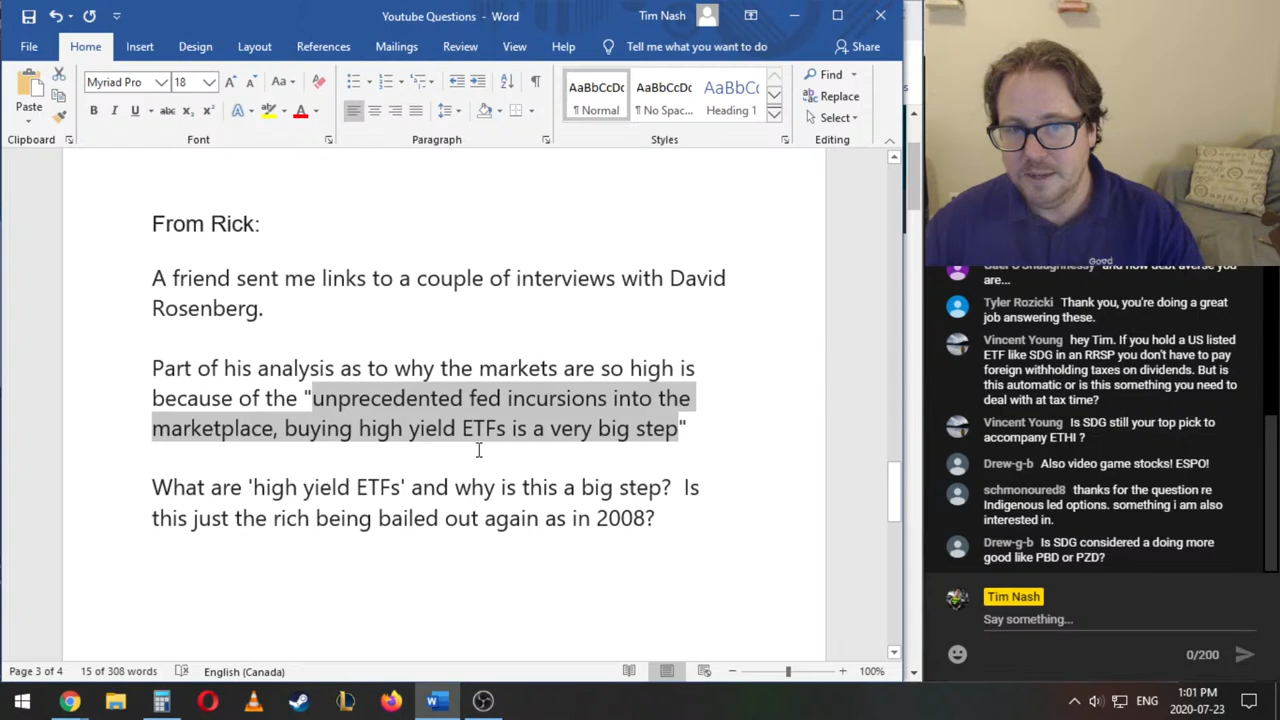 Youtube Questions - Word
Tim Nash
File
Home
Insert
Design
Layout
References
Mailings
Review
View
Help
Tell me what you want to do
Share
Paste
Myriad Pro
18
Aa
B I U abc x₂ x²
AaBbCcDc
¶ Normal
AaBbCcDc
¶ No Spac...
AaBbCc
Heading 1
Find
Replace
Select
Clipboard
Font
Paragraph
Styles
Editing
From Rick:
A friend sent me links to a couple of interviews with David
Rosenberg.
Part of his analysis as to why the markets are so high is
because of the "unprecedented fed incursions into the
marketplace, buying high yield ETFs is a very big step"
What are 'high yield ETFs' and why is this a big step?  Is
this just the rich being bailed out again as in 2008?
Page 3 of 4
15 of 308 words
English (Canada)
100%
Good
and how debt averse you
are...
Tyler Rozicki Thank you, you're doing a great
job answering these.
Vincent Young hey Tim. If you hold a US listed
ETF like SDG in an RRSP you don't have to pay
foreign withholding taxes on dividends. But is
this automatic or is this something you need to
deal with at tax time?
Vincent Young Is SDG still your top pick to
accompany ETHI ?
Drew-g-b Also video game stocks! ESPO!
schmonoured8 thanks for the question re
Indigenous led options. something i am also
interested in.
Drew-g-b Is SDG considered a doing more
good like PBD or PZD?
Tim Nash
Say something...
0/200
ENG
1:01 PM
2020-07-23